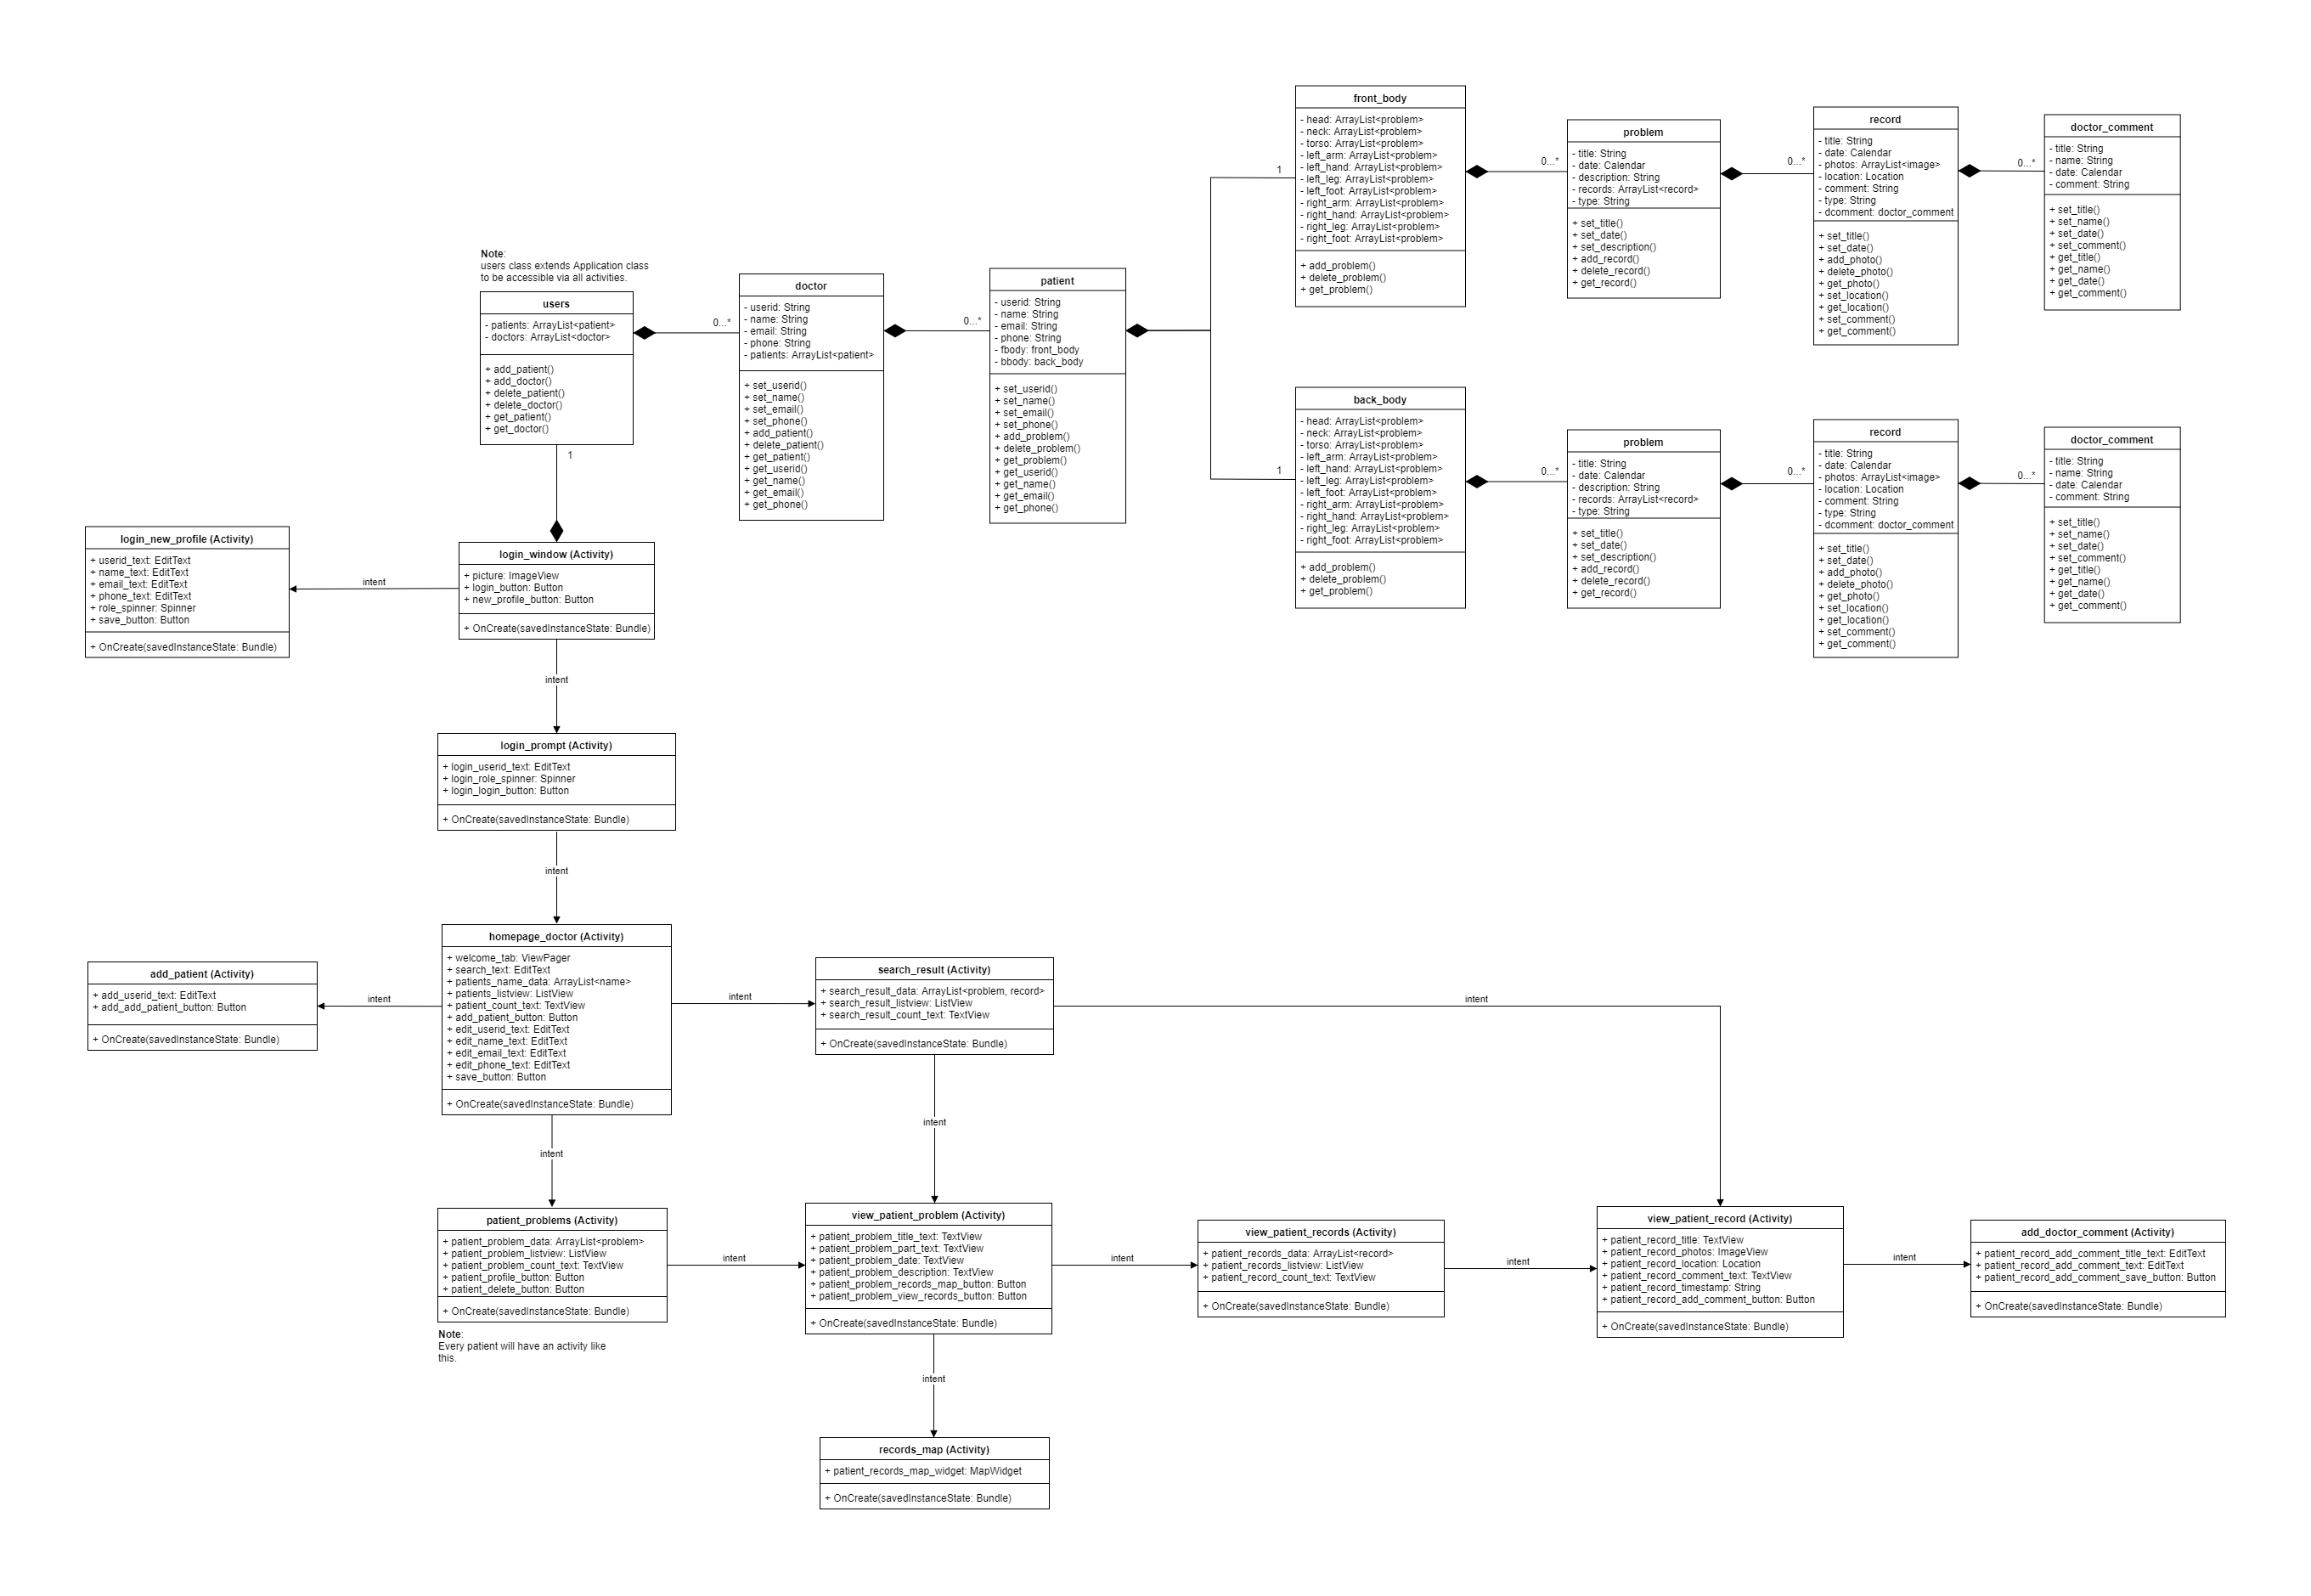 front_body
- head: ArrayList<problem>
- neck: ArrayList<problem>
- torso: ArrayList<problem>
- left_arm: ArrayList<problem>
- left_hand: ArrayList<problem>
- left_leg: ArrayList<problem>
- left_foot: ArrayList<problem>
- right_arm: ArrayList<problem>
- right_hand: ArrayList<problem>
- right_leg: ArrayList<problem>
- right_foot: ArrayList<problem>
+ add_problem()
+ delete_problem()
+ get_problem()
problem
- title: String
- date: Calendar
- description: String
- records: ArrayList<record>
- type: String
+ set_title()
+ set_date()
+ set_description()
+ add_record()
+ delete_record()
+ get_record()
record
- title: String
- date: Calendar
- photos: ArrayList<image>
- location: Location
- comment: String
- type: String
- dcomment: doctor_comment
+ set_title()
+ set_date()
+ add_photo()
+ delete_photo()
+ get_photo()
+ set_location()
+ get_location()
+ set_comment()
+ get_comment()
doctor_comment
- title: String
- name: String
- date: Calendar
- comment: String
+ set_title()
+ set_name()
+ set_date()
+ set_comment()
+ get_title()
+ get_name()
+ get_date()
+ get_comment()
1
0...*
0...*
0...*
Note:
users class extends Application class
to be accessible via all activities.
users
- patients: ArrayList<patient>
- doctors: ArrayList<doctor>
+ add_patient()
+ add_doctor()
+ delete_patient()
+ delete_doctor()
+ get_patient()
+ get_doctor()
0...*
doctor
- userid: String
- name: String
- email: String
- phone: String
- patients: ArrayList<patient>
+ set_userid()
+ set_name()
+ set_email()
+ set_phone()
+ add_patient()
+ delete_patient()
+ get_patient()
+ get_userid()
+ get_name()
+ get_email()
+ get_phone()
0...*
patient
- userid: String
- name: String
- email: String
- phone: String
- fbody: front_body
- bbody: back_body
+ set_userid()
+ set_name()
+ set_email()
+ set_phone()
+ add_problem()
+ delete_problem()
+ get_problem()
+ get_userid()
+ get_name()
+ get_email()
+ get_phone()
1
back_body
- head: ArrayList<problem>
- neck: ArrayList<problem>
- torso: ArrayList<problem>
- left_arm: ArrayList<problem>
- left_hand: ArrayList<problem>
- left_leg: ArrayList<problem>
- left_foot: ArrayList<problem>
- right_arm: ArrayList<problem>
- right_hand: ArrayList<problem>
- right_leg: ArrayList<problem>
- right_foot: ArrayList<problem>
+ add_problem()
+ delete_problem()
+ get_problem()
0...*
problem
- title: String
- date: Calendar
- description: String
- records: ArrayList<record>
- type: String
+ set_title()
+ set_date()
+ set_description()
+ add_record()
+ delete_record()
+ get_record()
0...*
record
- title: String
- date: Calendar
- photos: ArrayList<image>
- location: Location
- comment: String
- type: String
- dcomment: doctor_comment
+ set_title()
+ set_date()
+ add_photo()
+ delete_photo()
+ get_photo()
+ set_location()
+ get_location()
+ set_comment()
+ get_comment()
0...*
doctor_comment
- title: String
- name: String
- date: Calendar
- comment: String
+ set_title()
+ set_name()
+ set_date()
+ set_comment()
+ get_title()
+ get_name()
+ get_date()
+ get_comment()
1
login_new_profile (Activity)
+ userid_text: EditText
+ name_text: EditText
+ email_text: EditText
+ phone_text: EditText
+ role_spinner: Spinner
+ save_button: Button
+ OnCreate(savedInstanceState: Bundle)
intent
login_window (Activity)
+ picture: ImageView
+ login_button: Button
+ new_profile_button: Button
+ OnCreate(savedInstanceState: Bundle)
intent
login_prompt (Activity)
+ login_userid_text: EditText
+ login_role_spinner: Spinner
+ login_login_button: Button
+ OnCreate(savedInstanceState: Bundle)
intent
add_patient (Activity)
+ add_userid_text: EditText
+ add_add_patient_button: Button
+ OnCreate(savedInstanceState: Bundle)
intent
homepage_doctor (Activity)
+ welcome_tab: ViewPager
+ search_text: EditText
+ patients_name_data: ArrayList<name>
+ patients_listview: ListView
+ patient_count_text: TextView
+ add_patient_button: Button
+ edit_userid_text: EditText
+ edit_name_text: EditText
+ edit_email_text: EditText
+ edit_phone_text: EditText
+ save_button: Button
+ OnCreate(savedInstanceState: Bundle)
intent
search_result (Activity)
+ search_result_data: ArrayList<problem, record>
+ search_result_listview: ListView
+ search_result_count_text: TextView
+ OnCreate(savedInstanceState: Bundle)
intent
intent
intent
patient_problems (Activity)
+ patient_problem_data: ArrayList<problem>
+ patient_problem_listview: ListView
+ patient_problem_count_text: TextView
+ patient_profile_button: Button
+ patient_delete_button: Button
+ OnCreate(savedInstanceState: Bundle)
Note:
Every patient will have an activity like
this.
intent
view_patient_problem (Activity)
+ patient_problem_title_text: TextView
+ patient_problem_part_text: TextView
+ patient_problem_date: TextView
+ patient_problem_description: TextView
+ patient_problem_records_map_button: Button
+ patient_problem_view_records_button: Button
+ OnCreate(savedInstanceState: Bundle)
intent
view_patient_records (Activity)
+ patient_records_data: ArrayList<record>
+ patient_records_listview: ListView
+ patient_record_count_text: TextView
+ OnCreate(savedInstanceState: Bundle)
intent
view_patient_record (Activity)
+ patient_record_title: TextView
+ patient_record_photos: ImageView
+ patient_record_location: Location
+ patient_record_comment_text: TextView
+ patient_record_timestamp: String
+ patient_record_add_comment_button: Button
+ OnCreate(savedInstanceState: Bundle)
intent
add_doctor_comment (Activity)
+ patient_record_add_comment_title_text: EditText
+ patient_record_add_comment_text: EditText
+ patient_record_add_comment_save_button: Button
+ OnCreate(savedInstanceState: Bundle)
intent
records_map (Activity)
+ patient_records_map_widget: MapWidget
+ OnCreate(savedInstanceState: Bundle)